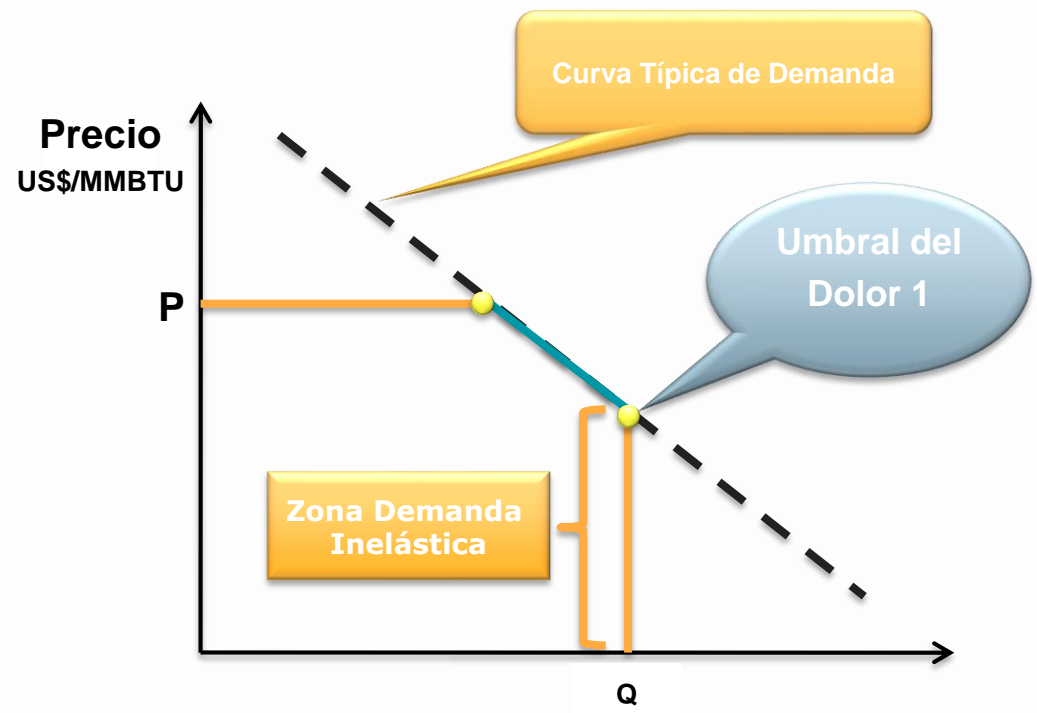 Curva Típica de Demanda
Precio
US$/MMBTU
Umbral del
Dolor 1
P
Zona Demanda
Inelástica
Q